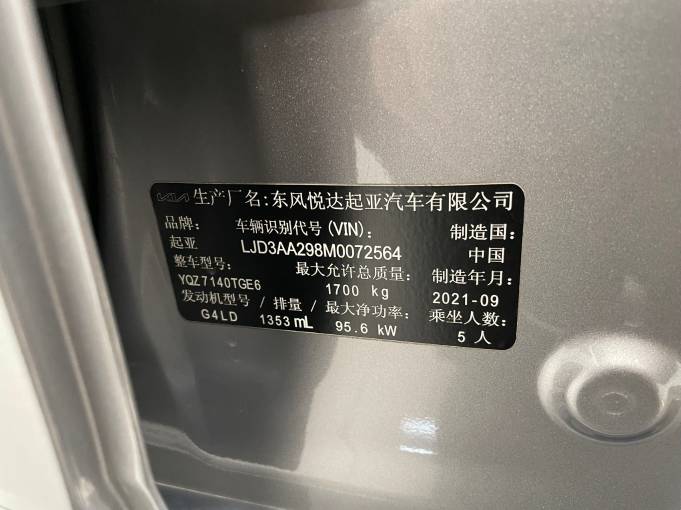 KIA 生产厂名:东风悦达起亚汽车有限公司
品牌: 车辆识别代号(VIN): 制造国:
起亚 LJD3AA298M0072564 中国
整车型号: 最大允许总质量: 制造年月:
YQZ7140TGE6 1700 kg 2021-09
发动机型号 / 排量 / 最大净功率: 乘坐人数:
G4LD 1353 mL 95.6 kW 5 人